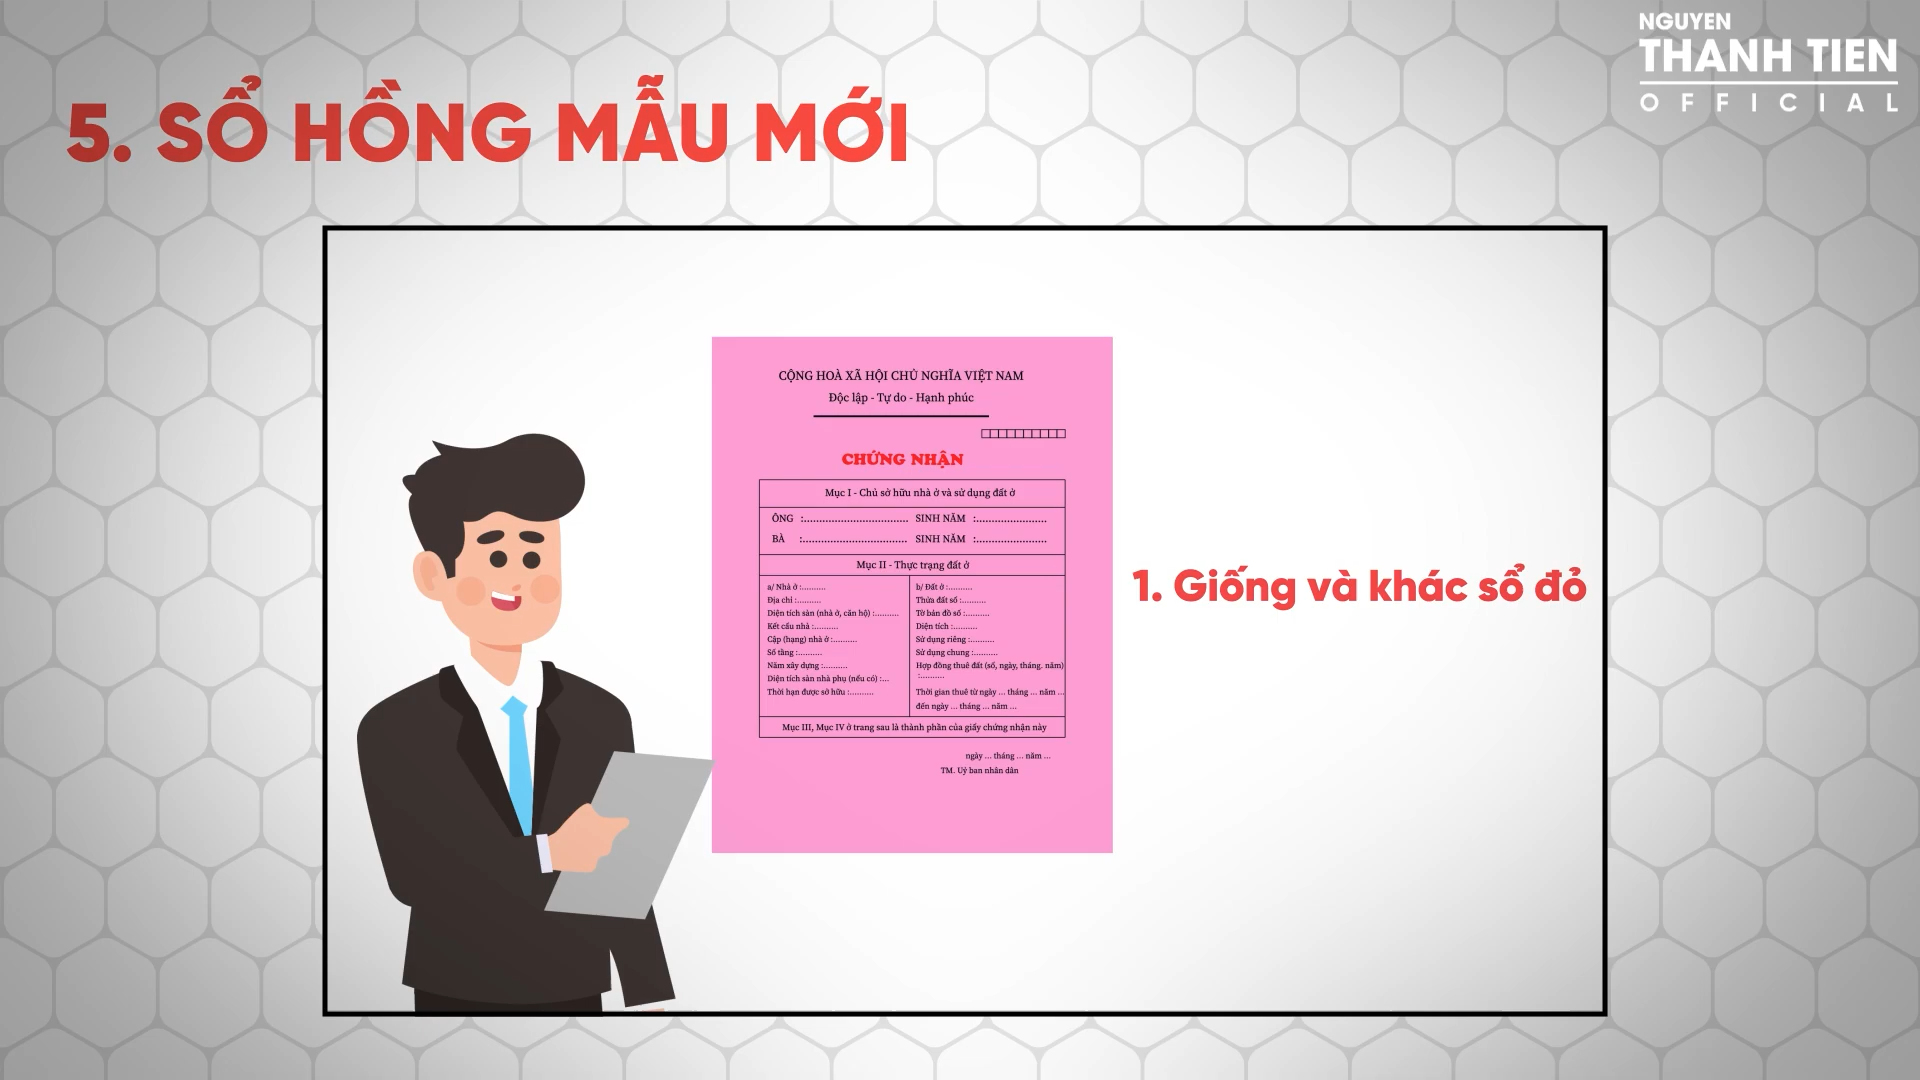 NGUYEN
THANH TIEN
OFFICIAL
5. SỔ HỒNG MẪU MỚI
CỘNG HOÀ XÃ HỘI CHỦ NGHĨA VIỆT NAM
Độc lập - Tự do - Hạnh phúc
CHỨNG NHẬN
Mục I - Chủ sở hữu nhà ở và sử dụng đất ở
ÔNG :................................... SINH NĂM :.......................
BÀ :................................... SINH NĂM :.......................
Mục II - Thực trạng đất ở
a/ Nhà ở :..........
Địa chỉ :..........
Diện tích sàn (nhà ở, căn hộ) :..........
Kết cấu nhà :..........
Cấp (hạng) nhà ở :..........
Số tầng :..........
Năm xây dựng :..........
Diện tích sàn nhà phụ (nếu có) :...
Thời hạn được sở hữu :..........
b/ Đất ở :..........
Thửa đất số :..........
Tờ bản đồ số :..........
Diện tích :..........
Sử dụng riêng :..........
Sử dụng chung :..........
Hợp đồng thuê đất (số, ngày, tháng. năm)
:..........
Thời gian thuê từ ngày ... tháng ... năm ...
đến ngày ... tháng ... năm ...
Mục III, Mục IV ở trang sau là thành phần của giấy chứng nhận này
ngày ... tháng ... năm ...
TM. Uỷ ban nhân dân
1. Giống và khác sổ đỏ